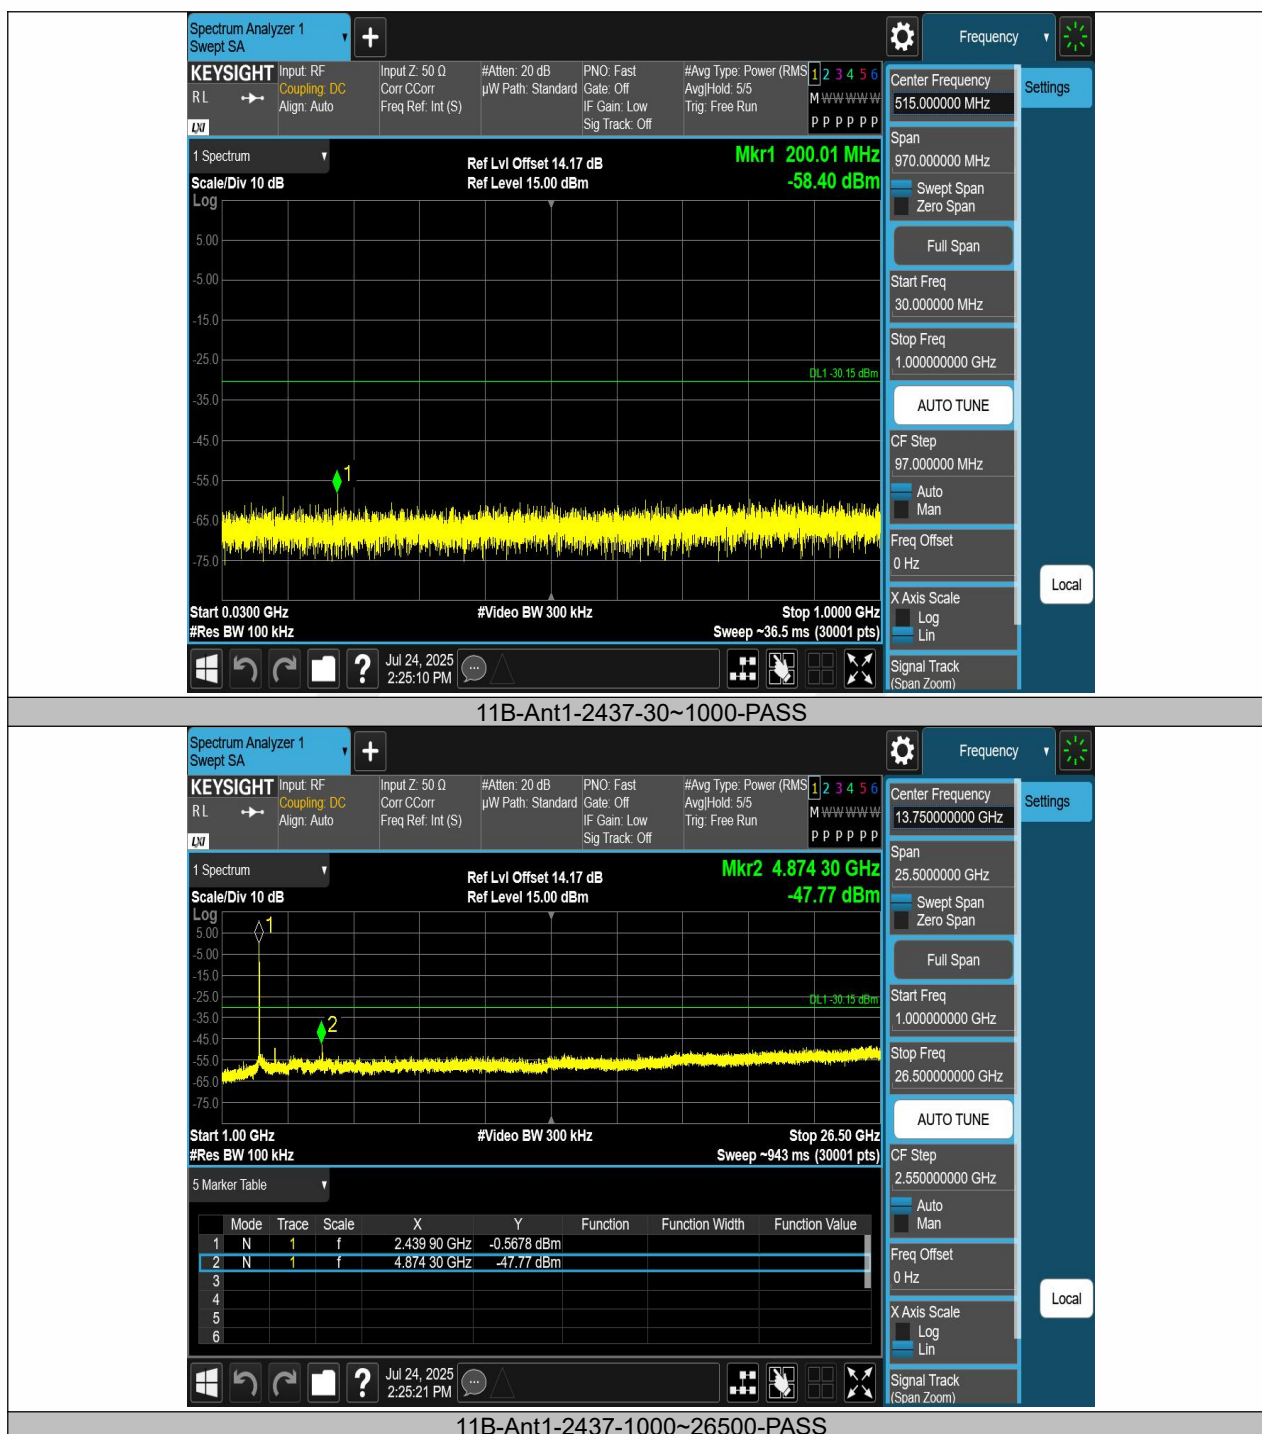 Spectrum Analyzer 1
Swept SA
Frequency
KEYSIGHT
R L
LXI
Input: RF
Coupling: DC
Align: Auto
Input Z: 50 Ω
Corr CCorr
Freq Ref: Int (S)
#Atten: 20 dB
µW Path: Standard
PNO: Fast
Gate: Off
IF Gain: Low
Sig Track: Off
#Avg Type: Power (RMS
Avg|Hold: 5/5
Trig: Free Run
1 2 3 4 5 6
M W W W W W
P P P P P P
1 Spectrum
Scale/Div 10 dB
Log
Ref Lvl Offset 14.17 dB
Ref Level 15.00 dBm
Mkr1 200.01 MHz
-58.40 dBm
5.00
-5.00
-15.0
-25.0
DL1 -30.15 dBm
-35.0
-45.0
1
-55.0
-65.0
-75.0
Start 0.0300 GHz
#Res BW 100 kHz
#Video BW 300 kHz
Stop 1.0000 GHz
Sweep ~36.5 ms (30001 pts)
Jul 24, 2025
2:25:10 PM
Center Frequency
515.000000 MHz
Span
970.000000 MHz
Swept Span
Zero Span
Full Span
Start Freq
30.000000 MHz
Stop Freq
1.000000000 GHz
AUTO TUNE
CF Step
97.000000 MHz
Auto
Man
Freq Offset
0 Hz
X Axis Scale
Log
Lin
Signal Track
(Span Zoom)
Settings
Local
11B-Ant1-2437-30~1000-PASS
Spectrum Analyzer 1
Swept SA
Frequency
KEYSIGHT
R L
LXI
Input: RF
Coupling: DC
Align: Auto
Input Z: 50 Ω
Corr CCorr
Freq Ref: Int (S)
#Atten: 20 dB
µW Path: Standard
PNO: Fast
Gate: Off
IF Gain: Low
Sig Track: Off
#Avg Type: Power (RMS
Avg|Hold: 5/5
Trig: Free Run
1 2 3 4 5 6
M W W W W W
P P P P P P
1 Spectrum
Scale/Div 10 dB
Log
Ref Lvl Offset 14.17 dB
Ref Level 15.00 dBm
Mkr2 4.874 30 GHz
-47.77 dBm
1
5.00
-5.00
-15.0
-25.0
DL1 -30.15 dBm
-35.0
2
-45.0
-55.0
-65.0
-75.0
Start 1.00 GHz
#Res BW 100 kHz
#Video BW 300 kHz
Stop 26.50 GHz
Sweep ~943 ms (30001 pts)
5 Marker Table
Mode Trace Scale X Y Function Function Width Function Value
1 N 1 f 2.439 90 GHz -0.5678 dBm
2 N 1 f 4.874 30 GHz -47.77 dBm
3
4
5
6
Jul 24, 2025
2:25:21 PM
Center Frequency
13.750000000 GHz
Span
25.5000000 GHz
Swept Span
Zero Span
Full Span
Start Freq
1.000000000 GHz
Stop Freq
26.500000000 GHz
AUTO TUNE
CF Step
2.550000000 GHz
Auto
Man
Freq Offset
0 Hz
X Axis Scale
Log
Lin
Signal Track
(Span Zoom)
Settings
Local
11B-Ant1-2437-1000~26500-PASS